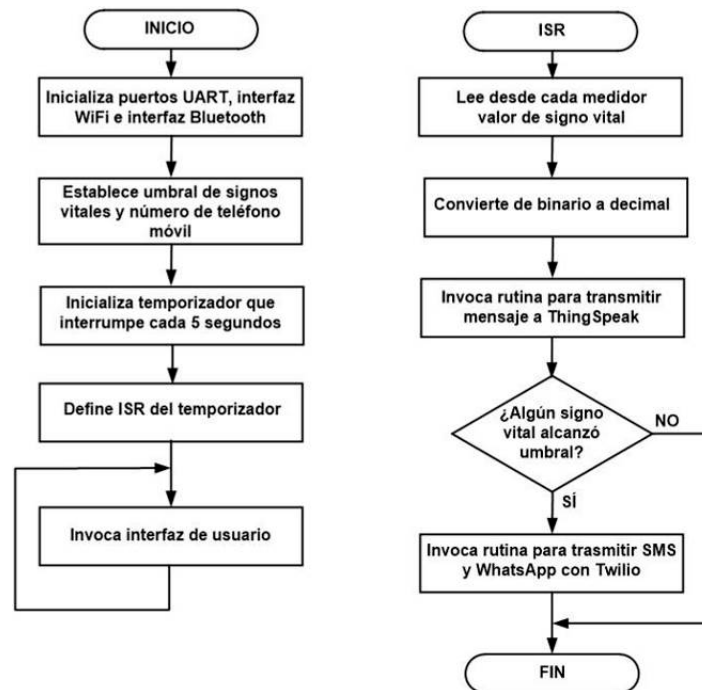 INICIO
Inicializa puertos UART, interfaz
WiFi e interfaz Bluetooth
Establece umbral de signos
vitales y número de teléfono
móvil
Inicializa temporizador que
interrumpe cada 5 segundos
Define ISR del temporizador
Invoca interfaz de usuario
ISR
Lee desde cada medidor
valor de signo vital
Convierte de binario a decimal
Invoca rutina para transmitir
mensaje a ThingSpeak
¿Algún signo
vital alcanzó
umbral?
NO
SÍ
Invoca rutina para trasmitir SMS
y WhatsApp con Twilio
FIN